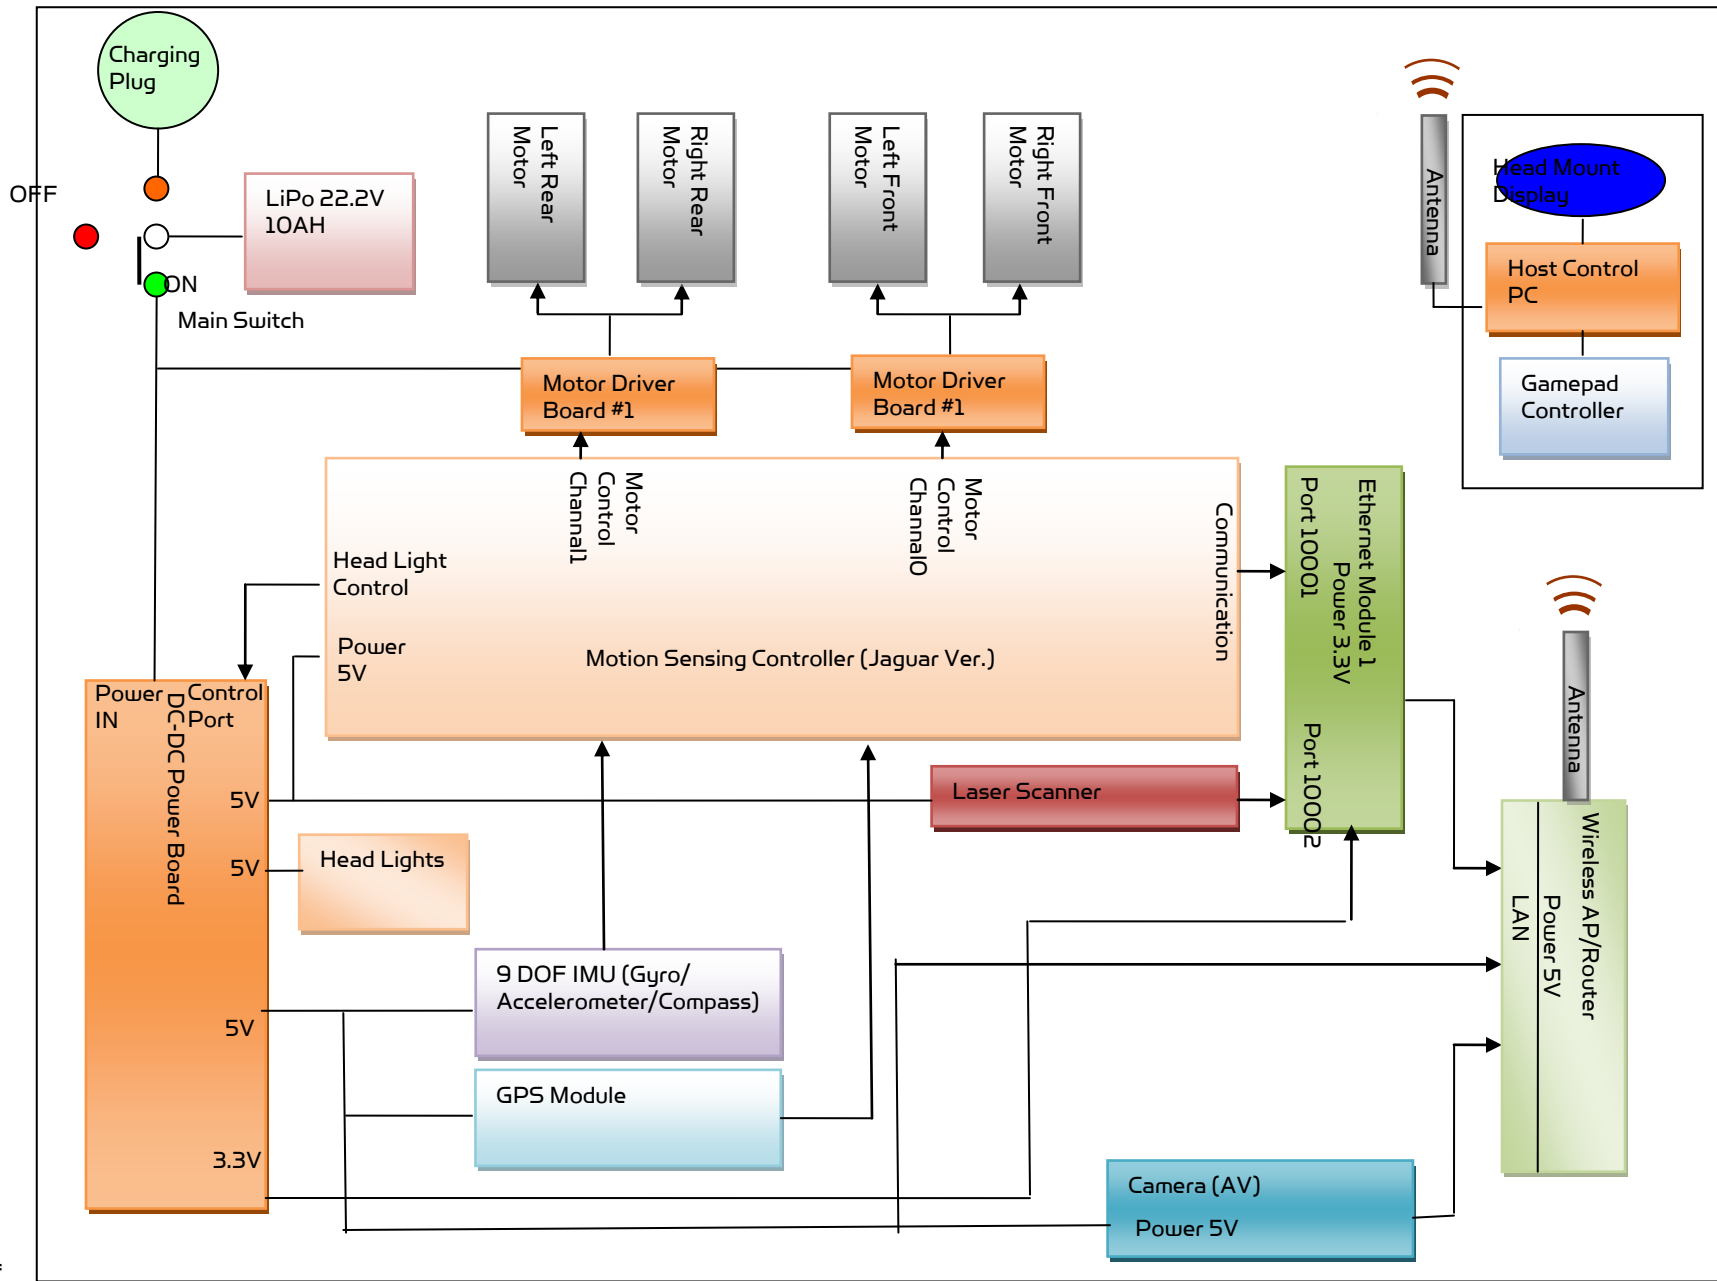 Charging
Plug
OFF
LiPo 22.2V
10AH
ON
Main Switch
Left Rear
Motor
Right Rear
Motor
Left Front
Motor
Right Front
Motor
Antenna
Head Mount
Display
Host Control
PC
Gamepad
Controller
Motor Driver
Board #1
Motor Driver
Board #1
Motor
Control
Channal1
Motor
Control
Channal0
Communication
Head Light
Control
Power
5V
Motion Sensing Controller (Jaguar Ver.)
Ethernet Module 1
Power 3.3V
Port 10001
Port 10002
Antenna
Power
IN
Control
Port
DC-DC Power Board
5V
5V
5V
3.3V
Laser Scanner
Head Lights
9 DOF IMU (Gyro/
Accelerometer/Compass)
GPS Module
Camera (AV)
Power 5V
Wireless AP/Router
Power 5V
LAN